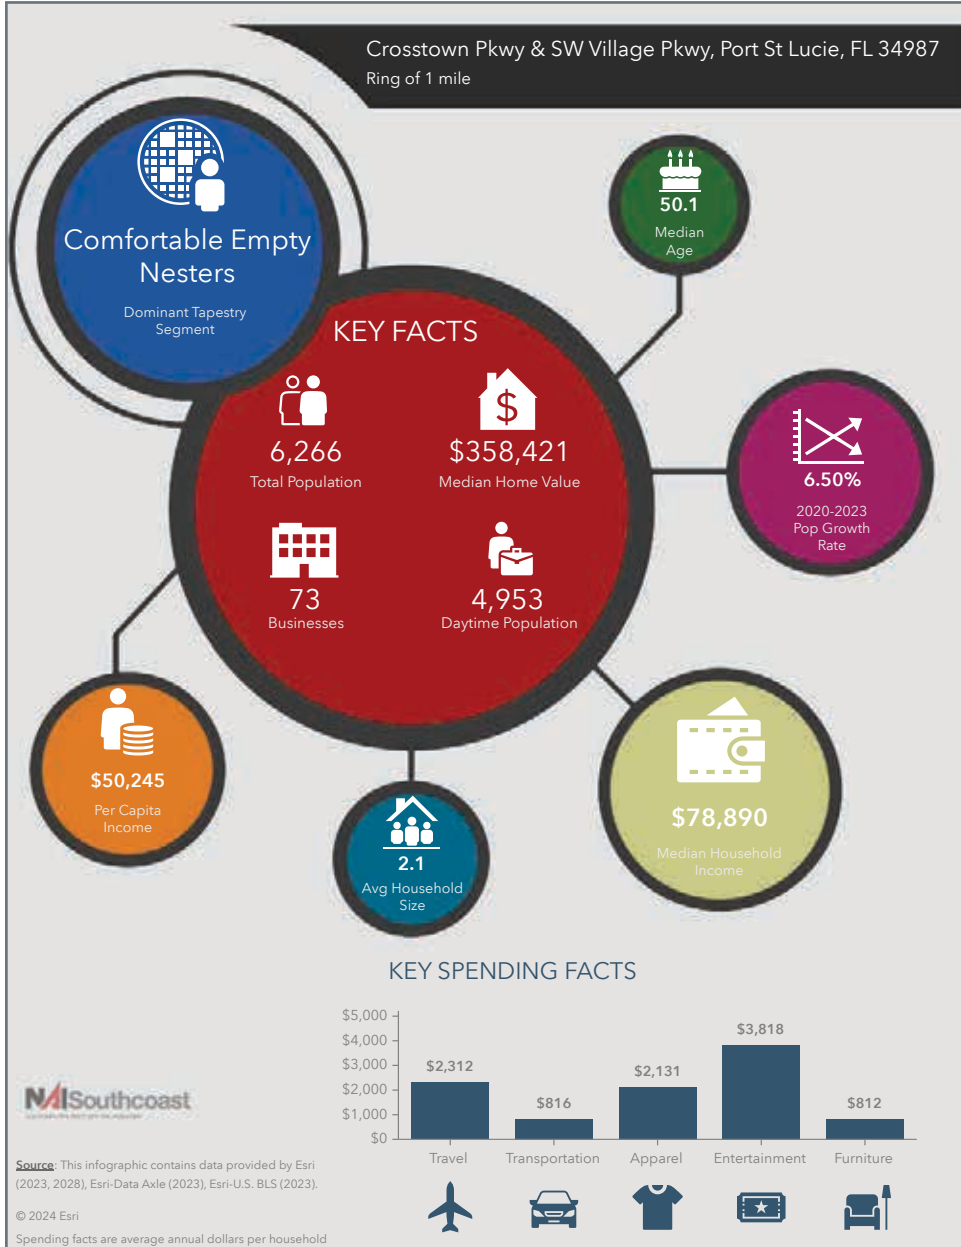 Crosstown Pkwy & SW Village Pkwy, Port St Lucie, FL 34987
Ring of 1 mile
Comfortable Empty
Nesters
Dominant Tapestry
Segment
50.1
Median
Age
KEY FACTS
6,266
Total Population
$
$358,421
Median Home Value
73
Businesses
4,953
Daytime Population
6.50%
2020-2023
Pop Growth
Rate
$50,245
Per Capita
Income
2.1
Avg Household
Size
$78,890
Median Household
Income
KEY SPENDING FACTS
$5,000
$4,000
$3,000
$2,000
$1,000
$0
$2,312
$816
$2,131
$3,818
$812
Travel
Transportation
Apparel
Entertainment
Furniture
NAISouthcoast
Source: This infographic contains data provided by Esri
(2023, 2028), Esri-Data Axle (2023), Esri-U.S. BLS (2023).
© 2024 Esri
Spending facts are average annual dollars per household